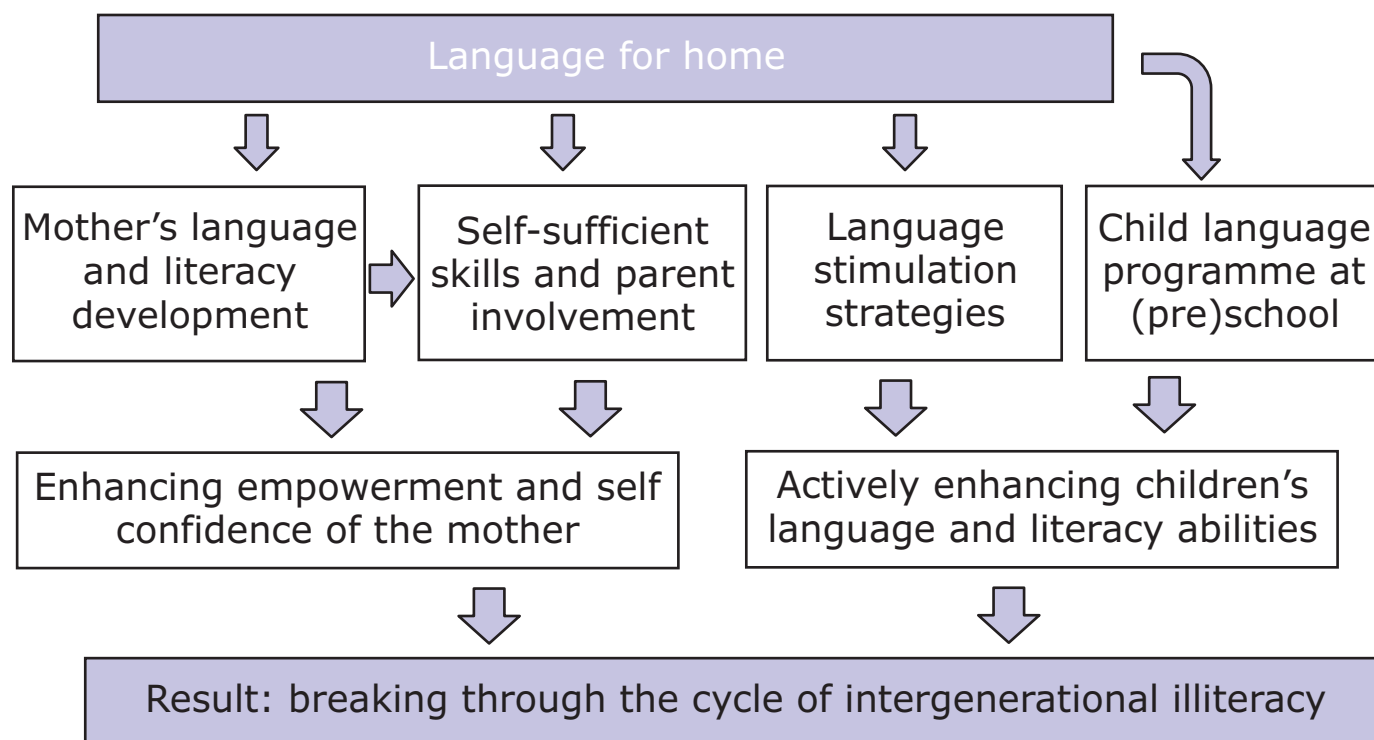 Language for home
Mother’s language
and literacy
development
Self-sufficient
skills and parent
involvement
Language
stimulation
strategies
Child language
programme at
(pre)school
Enhancing empowerment and self
confidence of the mother
Actively enhancing children’s
language and literacy abilities
Result: breaking through the cycle of intergenerational illiteracy